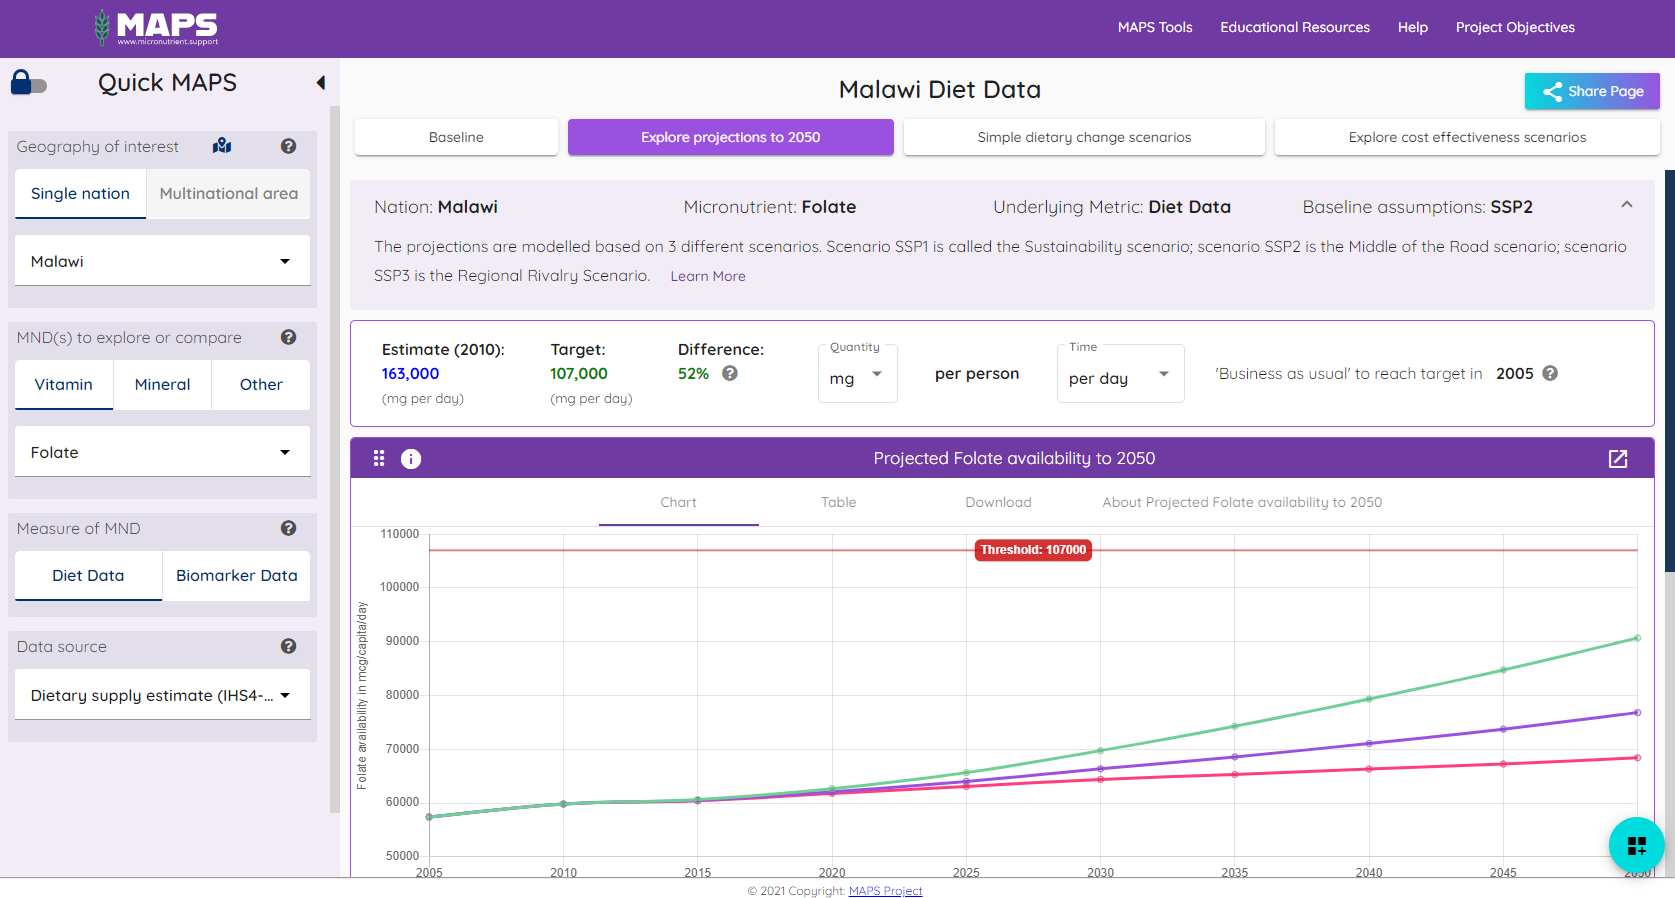 MAPS
www.micronutrient.support
MAPS Tools
Educational Resources
Help
Project Objectives
Quick MAPS
Geography of interest
Single nation
Multinational area
Malawi
MND(s) to explore or compare
Vitamin
Mineral
Other
Folate
Measure of MND
Diet Data
Biomarker Data
Data source
Dietary supply estimate (IHS4-...
Malawi Diet Data
Share Page
Baseline
Explore projections to 2050
Simple dietary change scenarios
Explore cost effectiveness scenarios
Nation: Malawi
Micronutrient: Folate
Underlying Metric: Diet Data
Baseline assumptions: SSP2
The projections are modelled based on 3 different scenarios. Scenario SSP1 is called the Sustainability scenario; scenario SSP2 is the Middle of the Road scenario; scenario
SSP3 is the Regional Rivalry Scenario. Learn More
Estimate (2010):
163,000
(mg per day)
Target:
107,000
(mg per day)
Difference:
52%
Quantity
mg
per person
Time
per day
'Business as usual' to reach target in 2005
Projected Folate availability to 2050
Chart
Table
Download
About Projected Folate availability to 2050
Folate availability in mcg/capita/day
110000
100000
90000
80000
70000
60000
50000
Threshold: 107000
2005
2010
2015
2020
2025
2030
2035
2040
2045
2050
© 2021 Copyright: MAPS Project